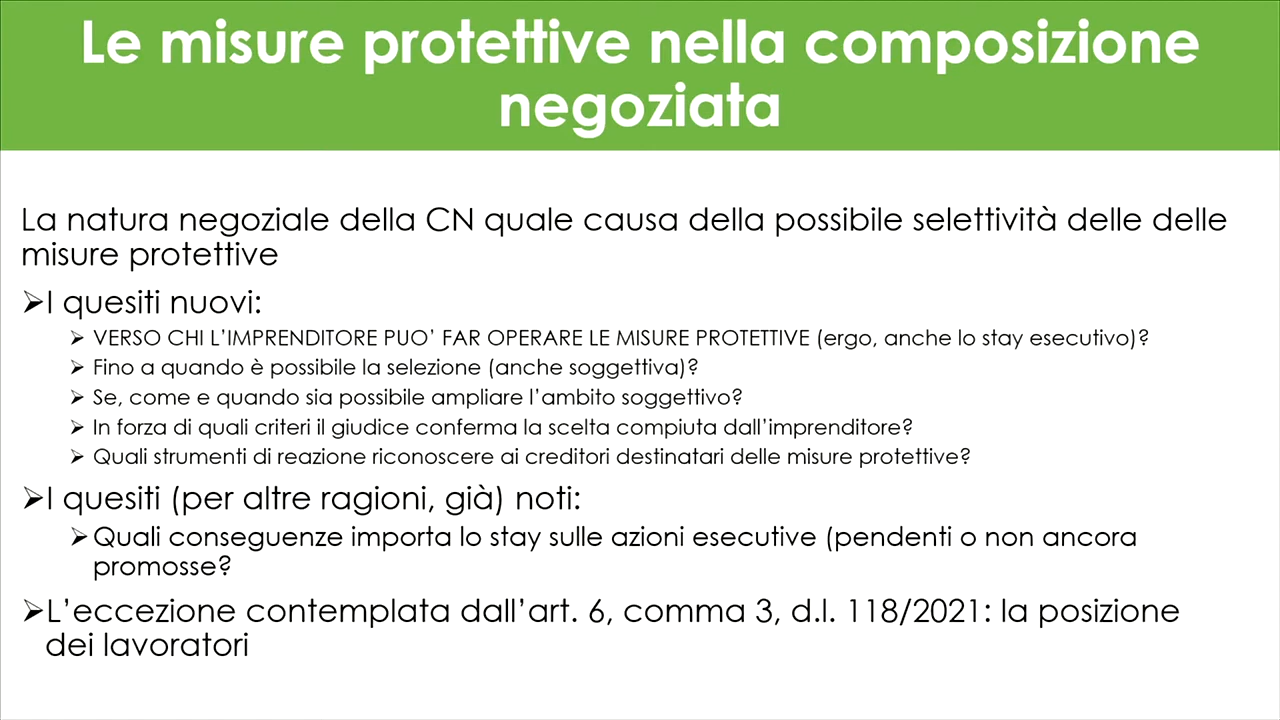 Le misure protettive nella composizione
negoziata
La natura negoziale della CN quale causa della possibile selettività delle delle
misure protettive
➢I quesiti nuovi:
➢ VERSO CHI L'IMPRENDITORE PUO' FAR OPERARE LE MISURE PROTETTIVE (ergo, anche lo stay esecutivo)?
➢ Fino a quando è possibile la selezione (anche soggettiva)?
➢ Se, come e quando sia possibile ampliare l'ambito soggettivo?
➢ In forza di quali criteri il giudice conferma la scelta compiuta dall'imprenditore?
➢ Quali strumenti di reazione riconoscere ai creditori destinatari delle misure protettive?
➢I quesiti (per altre ragioni, già) noti:
➢Quali conseguenze importa lo stay sulle azioni esecutive (pendenti o non ancora
promosse?
➢L'eccezione contemplata dall'art. 6, comma 3, d.l. 118/2021: la posizione
dei lavoratori